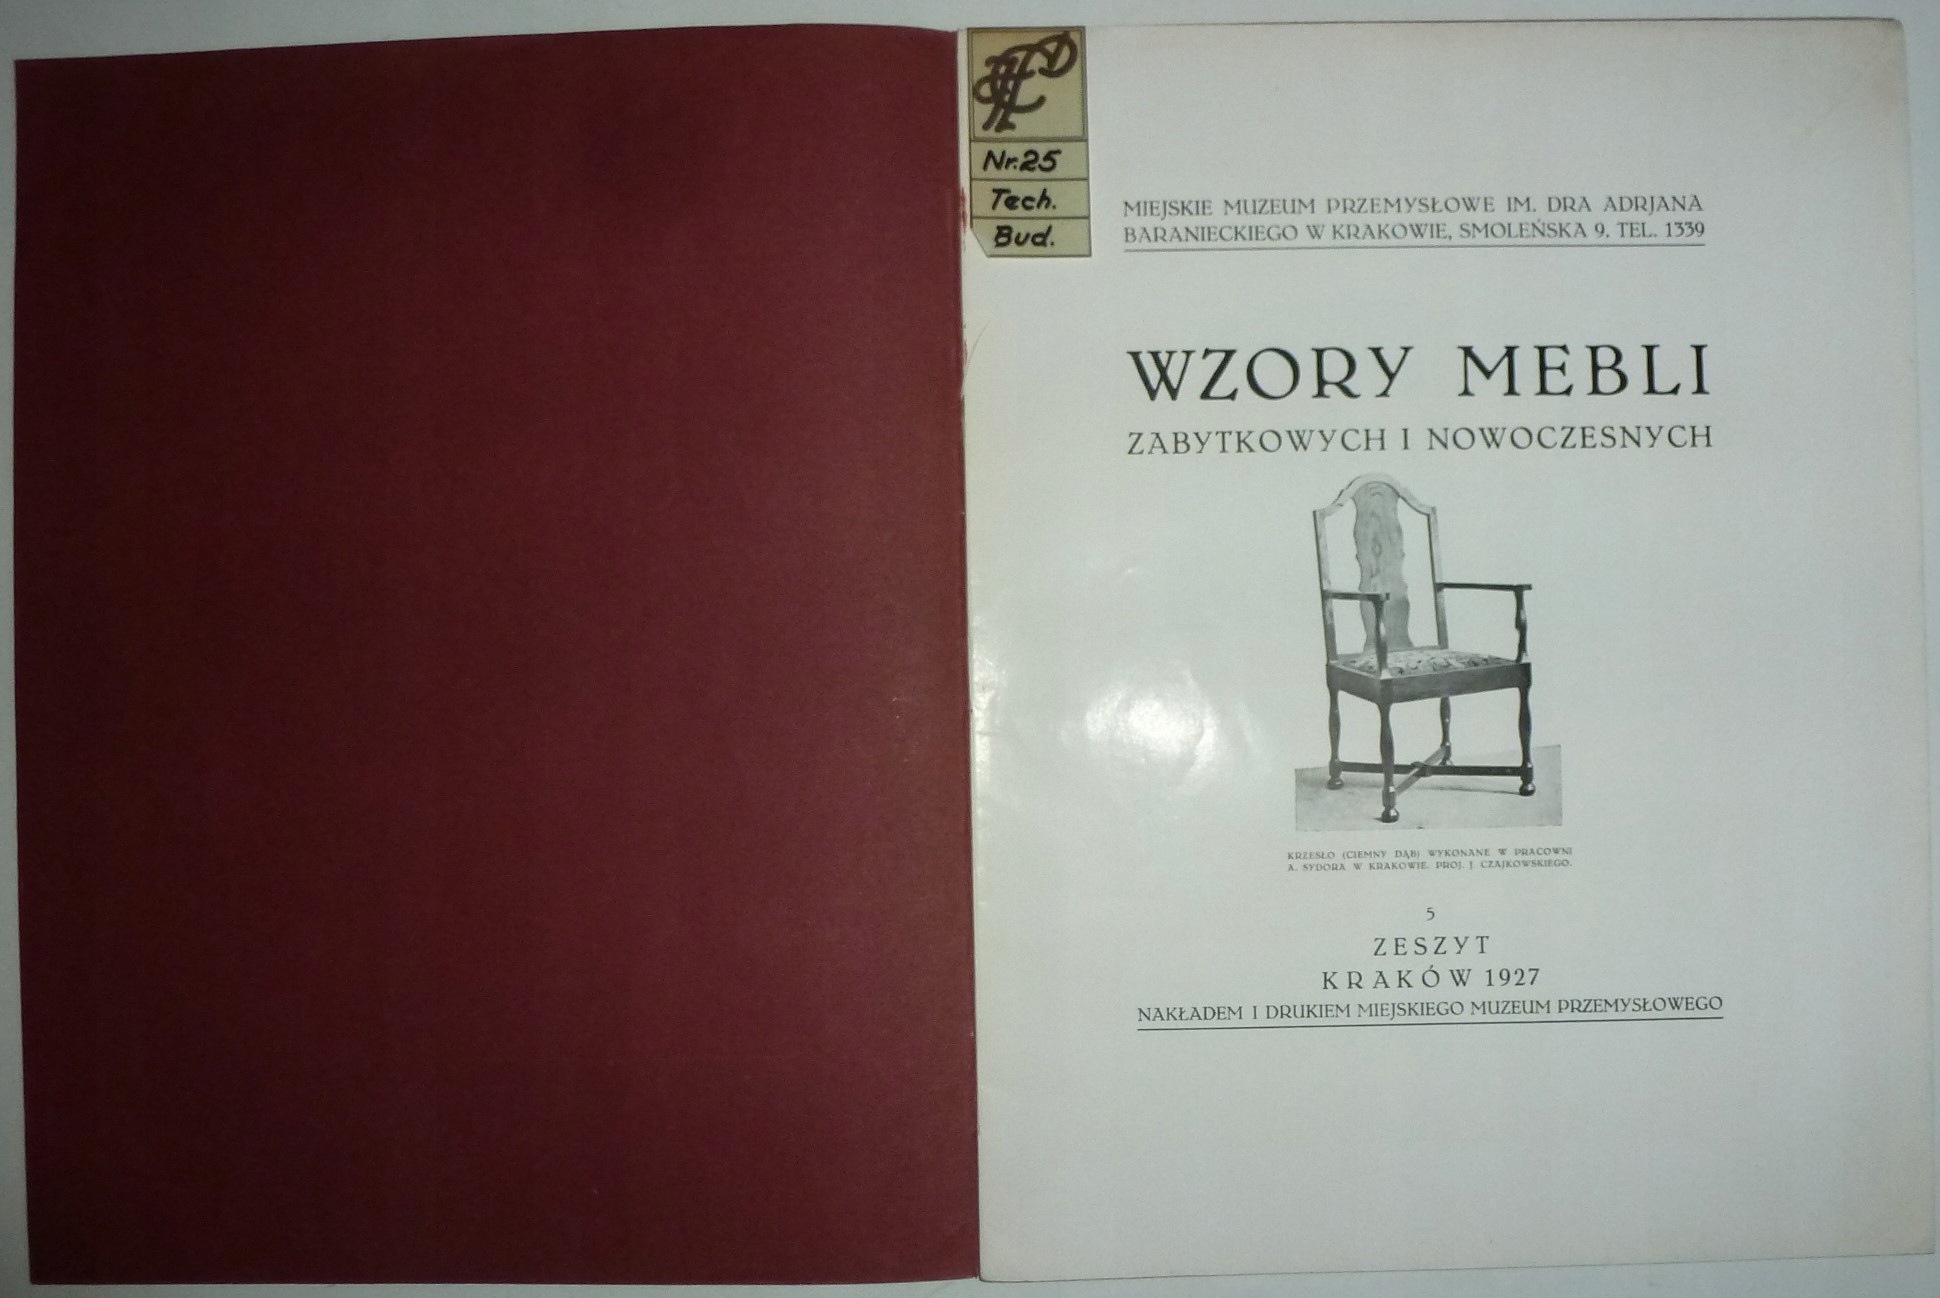 Nr.25
Tech.
Bud.
MIEJSKIE MUZEUM PRZEMYSŁOWE IM. DRA ADRJANA
BARANIECKIEGO W KRAKOWIE, SMOLEŃSKA 9. TEL. 1339
WZORY MEBLI
ZABYTKOWYCH I NOWOCZESNYCH
KRZESŁO (CIEMNY DĄB) WYKONANE W PRACOWNI
A. SYDORA W KRAKOWIE. PROJ. J. CZAJKOWSKIEGO.
5
ZESZYT
KRAKÓW 1927
NAKŁADEM I DRUKIEM MIEJSKIEGO MUZEUM PRZEMYSŁOWEGO